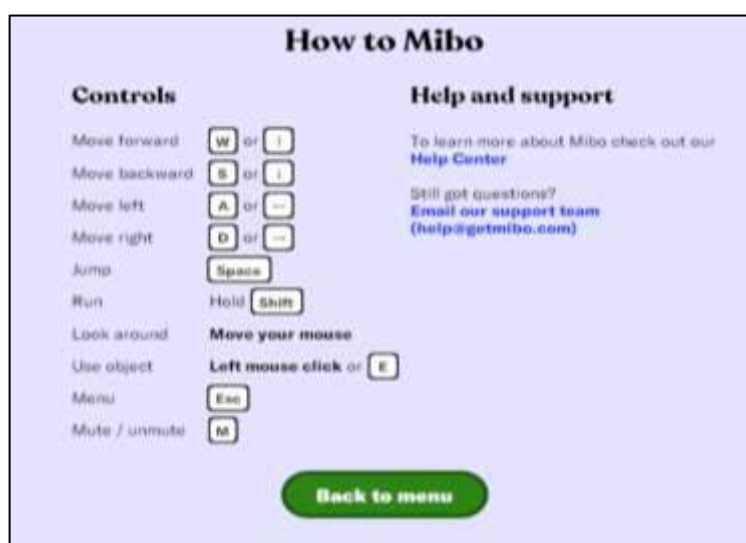 How to Mibo
Controls
Move forward W or ↑
Move backward S or ↓
Move left A or ←
Move right D or →
Jump Space
Run Hold Shift
Look around Move your mouse
Use object Left mouse click or E
Menu Esc
Mute / unmute M
Help and support
To learn more about Mibo check out our
Help Center
Still got questions?
Email our support team
(help@getmibo.com)
Back to menu